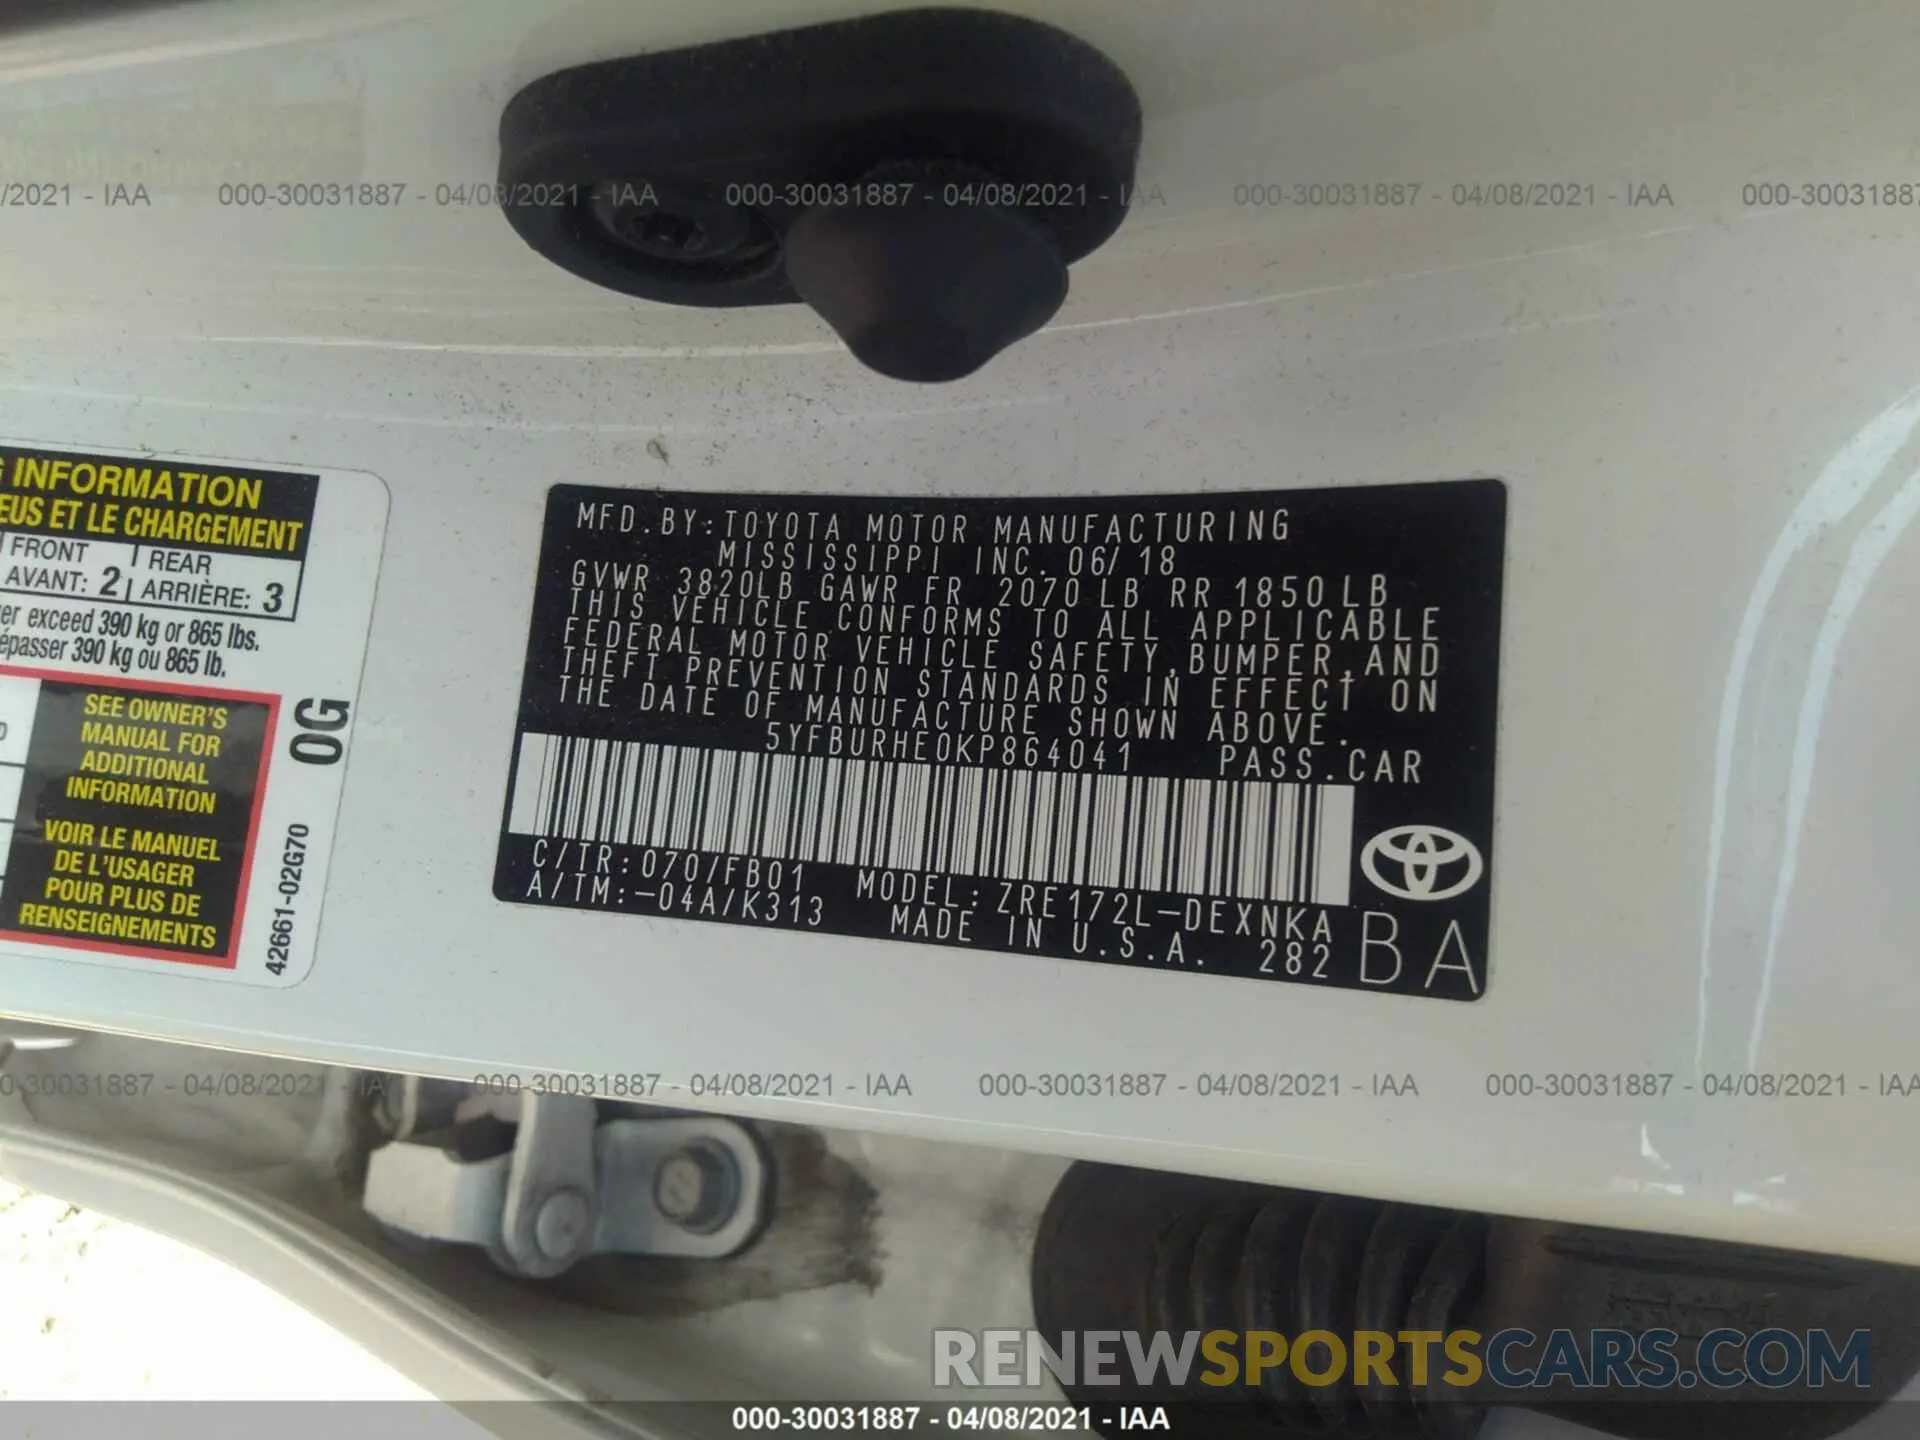 /2021 - IAA 000-30031887 - 04/08/2021 - IAA 000-30031887 - 04/08/2021 - IAA 000-30031887 - 04/08/2021 - IAA 000-30031887
INFORMATION
EUS ET LE CHARGEMENT
FRONT REAR
AVANT: 2 ARRIÈRE: 3
er exceed 390 kg or 865 lbs.
épasser 390 kg ou 865 lb.
SEE OWNER'S
MANUAL FOR
ADDITIONAL
INFORMATION
VOIR LE MANUEL
DE L'USAGER
POUR PLUS DE
RENSEIGNEMENTS
0G
42661-02G70
MFD.BY:TOYOTA MOTOR MANUFACTURING
MISSISSIPPI INC. 06/18
GVWR 3820LB GAWR FR 2070LB RR 1850LB
THIS VEHICLE CONFORMS TO ALL APPLICABLE
FEDERAL MOTOR VEHICLE SAFETY,BUMPER,AND
THEFT PREVENTION STANDARDS IN EFFECT ON
THE DATE OF MANUFACTURE SHOWN ABOVE.
5YFBURHE0KP864041 PASS.CAR
C/TR:070/FB01 MODEL:ZRE172L-DEXNKA
A/TM:-04A/K313 MADE IN U.S.A. 282
BA
0-30031887 - 04/08/2021 - IA 000-30031887 - 04/08/2021 - IAA 000-30031887 - 04/08/2021 - IAA 000-30031887 - 04/08/2021 - IAA
RENEWSPORTSCARS.COM
000-30031887 - 04/08/2021 - IAA